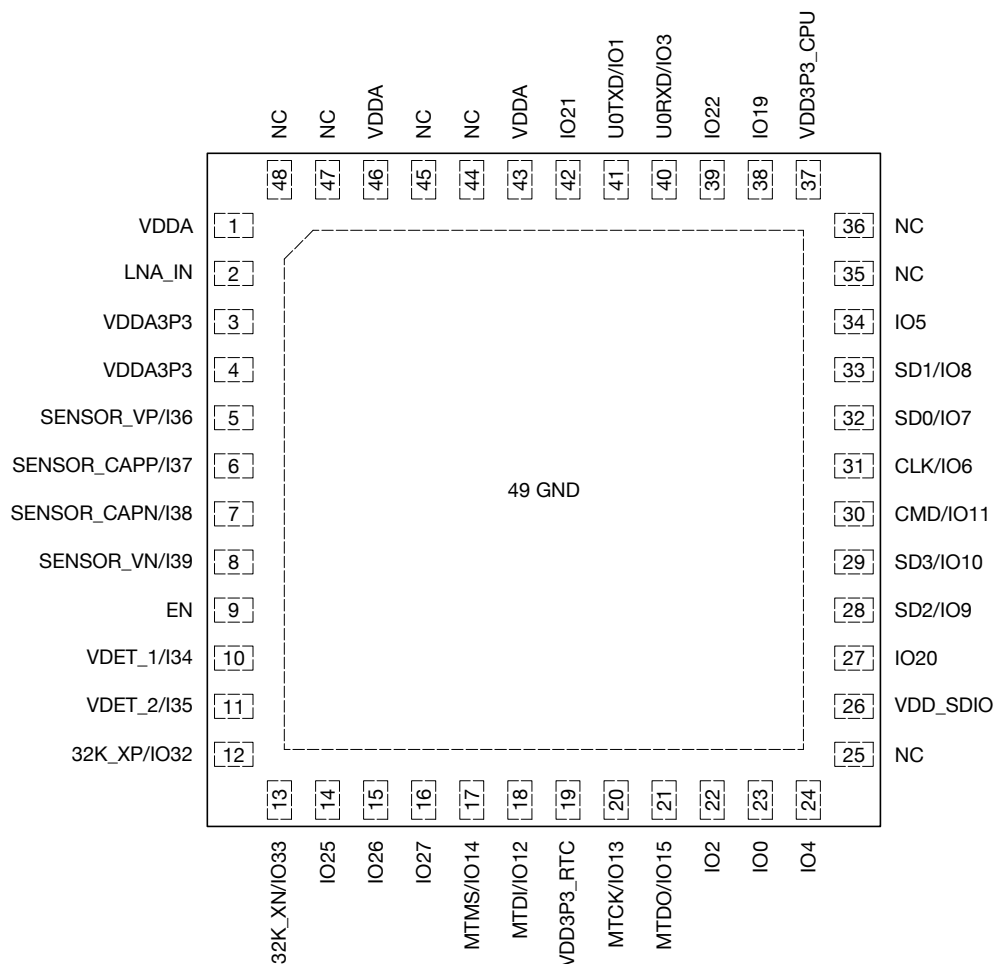 NC
NC
VDDA
NC
NC
VDDA
IO21
U0TXD/IO1
U0RXD/IO3
IO22
IO19
VDD3P3_CPU
48
47
46
45
44
43
42
41
40
39
38
37
VDDA 1
36 NC
LNA_IN 2
35 NC
VDDA3P3 3
34 IO5
VDDA3P3 4
33 SD1/IO8
SENSOR_VP/I36 5
32 SD0/IO7
SENSOR_CAPP/I37 6
31 CLK/IO6
49 GND
SENSOR_CAPN/I38 7
30 CMD/IO11
SENSOR_VN/I39 8
29 SD3/IO10
EN 9
28 SD2/IO9
VDET_1/I34 10
27 IO20
VDET_2/I35 11
26 VDD_SDIO
32K_XP/IO32 12
25 NC
13
14
15
16
17
18
19
20
21
22
23
24
32K_XN/IO33
IO25
IO26
IO27
MTMS/IO14
MTDI/IO12
VDD3P3_RTC
MTCK/IO13
MTDO/IO15
IO2
IO0
IO4